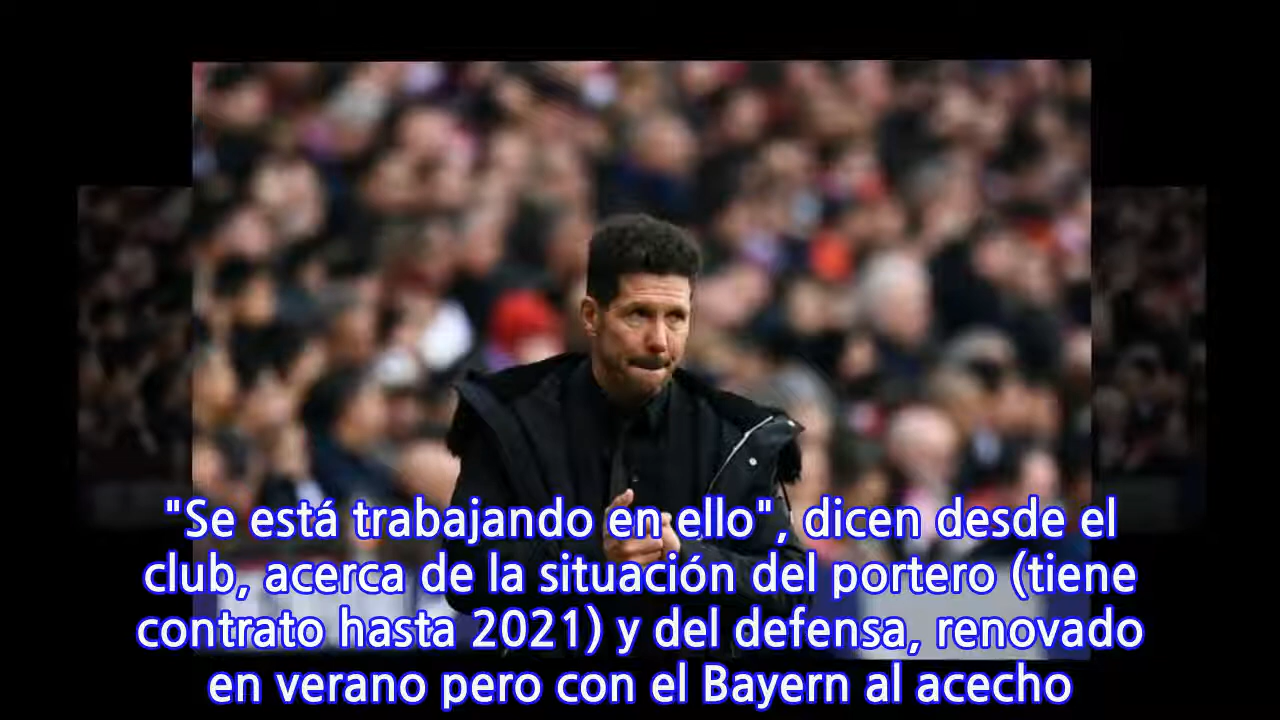 "Se está trabajando en ello", dicen desde el
club, acerca de la situación del portero (tiene
contrato hasta 2021) y del defensa, renovado
en verano pero con el Bayern al acecho